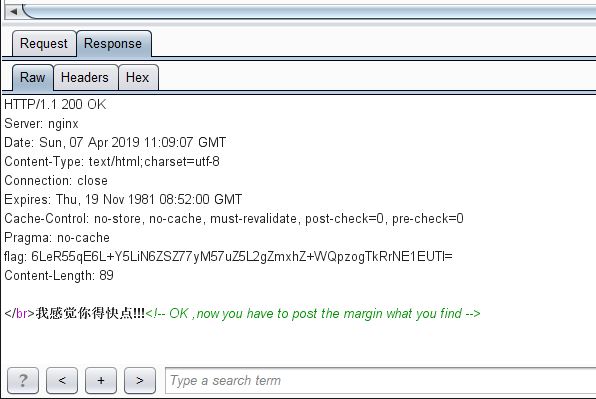 Request Response
Raw Headers Hex
HTTP/1.1 200 OK
Server: nginx
Date: Sun, 07 Apr 2019 11:09:07 GMT
Content-Type: text/html;charset=utf-8
Connection: close
Expires: Thu, 19 Nov 1981 08:52:00 GMT
Cache-Control: no-store, no-cache, must-revalidate, post-check=0, pre-check=0
Pragma: no-cache
flag: 6LeR55qE6L+Y5LiN6ZSZ77yM57uZ5L2gZmxhZ+WQpzogTkRrNE1EUTI=
Content-Length: 89
</br>我感觉你得快点!!!<!-- OK ,now you have to post the margin what you find -->
? < + > Type a search term